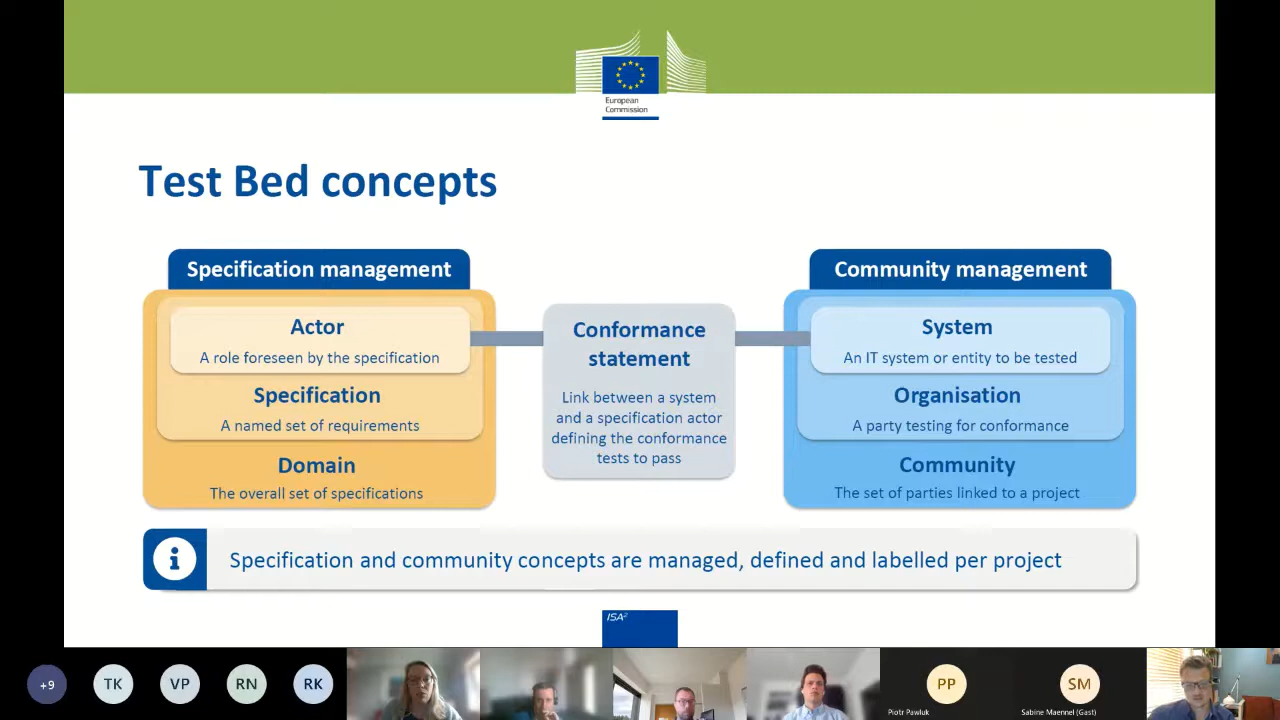 European
Commission
Test Bed concepts
Specification management
Actor
A role foreseen by the specification
Specification
A named set of requirements
Domain
The overall set of specifications
Conformance
statement
Link between a system
and a specification actor
defining the conformance
tests to pass
Community management
System
An IT system or entity to be tested
Organisation
A party testing for conformance
Community
The set of parties linked to a project
i
Specification and community concepts are managed, defined and labelled per project
ISA²
+9
TK
VP
RN
RK
PP
Piotr Pawluk
SM
Sabine Maennel (Gast)